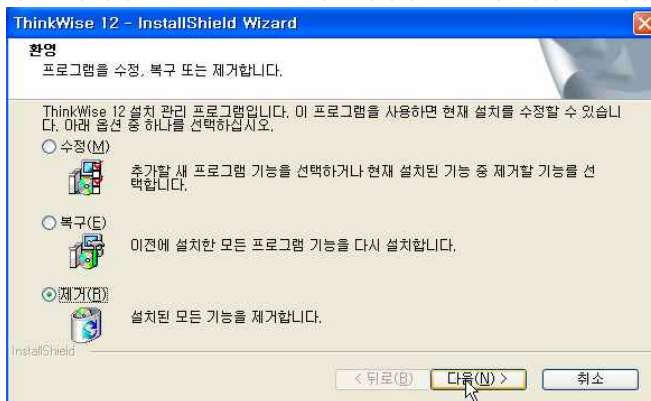 ThinkWise 12 - InstallShield Wizard
환영
프로그램을 수정, 복구 또는 제거합니다.
ThinkWise 12 설치 관리 프로그램입니다. 이 프로그램을 사용하면 현재 설치를 수정할 수 있습니
다. 아래 옵션 중 하나를 선택하십시오.
수정(M)
추가할 새 프로그램 기능을 선택하거나 현재 설치된 기능 중 제거할 기능를 선
택합니다.
복구(E)
이전에 설치한 모든 프로그램 기능을 다시 설치합니다.
제거(R)
설치된 모든 기능을 제거합니다.
InstallShield
< 뒤로(B) 다음(N) > 취소